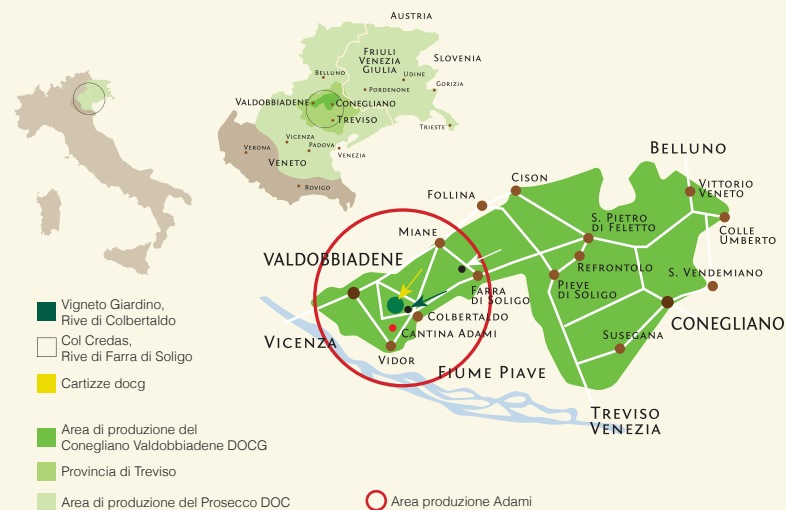 AUSTRIA
FRIULI
VENEZIA
GIULIA
SLOVENIA
BELLUNO
UDINE
PORDENONE
GORIZIA
VALDOBBIADENE
CONEGLIANO
TREVISO
TRIESTE
VICENZA
VERONA
PADOVA
VENEZIA
VENETO
ROVIGO
BELLUNO
CISON
VITTORIO
VENETO
FOLLINA
S. PIETRO
DI FELETTO
MIANE
COLLE
UMBERTO
VALDOBBIADENE
REFRONTOLO
S. VENDEMIANO
FARRA
DI SOLIGO
PIEVE
DI SOLIGO
COLBERTALDO
CONEGLIANO
CANTINA ADAMI
SUSEGANA
VICENZA
VIDOR
FIUME PIAVE
TREVISO
VENEZIA
Vigneto Giardino,
Rive di Colbertaldo
Col Credas,
Rive di Farra di Soligo
Cartizze docg
Area di produzione del
Conegliano Valdobbiadene DOCG
Provincia di Treviso
Area di produzione del Prosecco DOC
Area produzione Adami